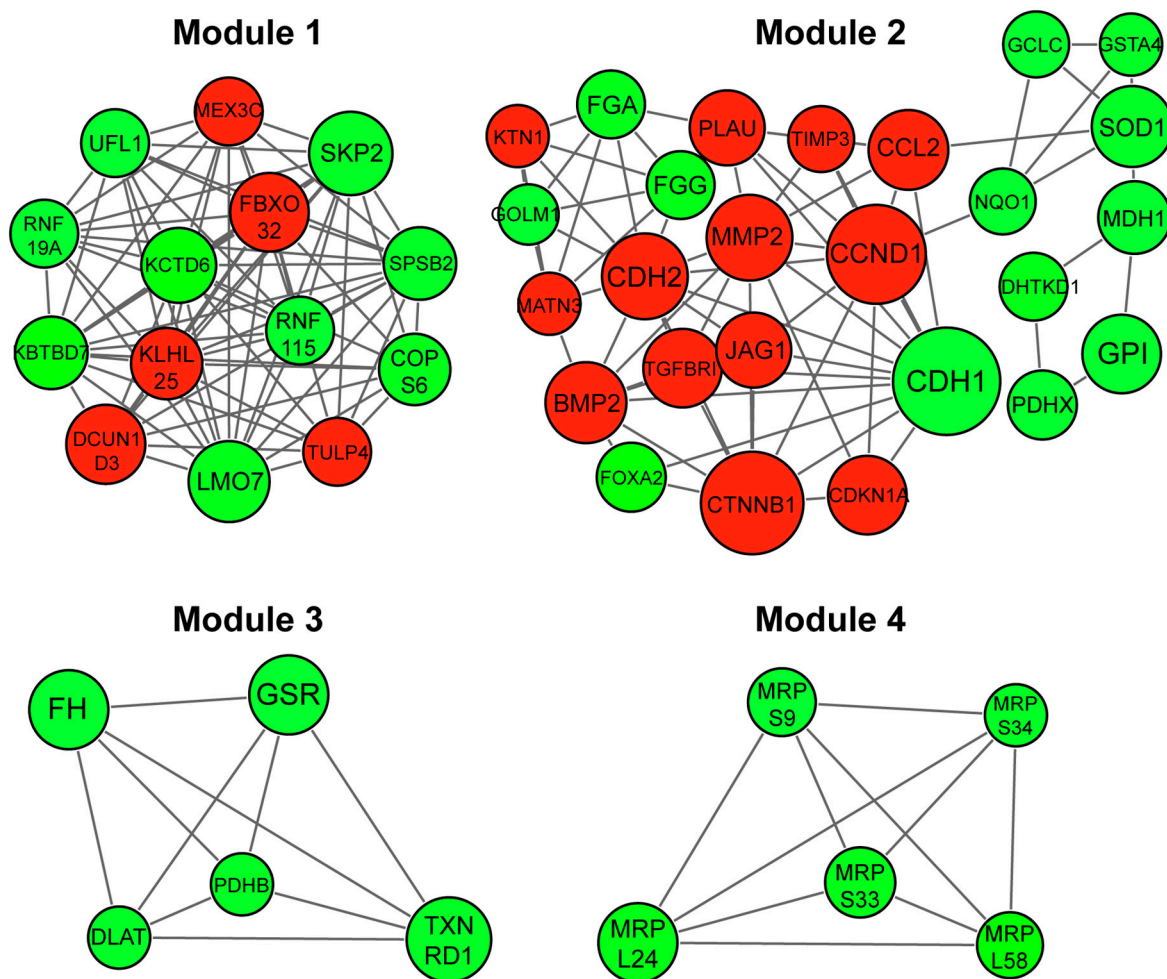 Module 1
MEX3C
UFL1
SKP2
FBXO
32
RNF
19A
KCTD6
SPSB2
RNF
115
KBTBD7
KLHL
25
COP
S6
DCUN1
D3
TULP4
LMO7
Module 2
GCLC
GSTA4
FGA
KTN1
PLAU
TIMP3
CCL2
SOD1
FGG
GOLM1
NQO1
MDH1
MMP2
CCND1
CDH2
DHTKD1
MATN3
JAG1
TGFBRI
GPI
CDH1
BMP2
PDHX
FOXA2
CTNNB1
CDKN1A
Module 3
FH
GSR
PDHB
DLAT
TXN
RD1
Module 4
MRP
S9
MRP
S34
MRP
S33
MRP
L24
MRP
L58